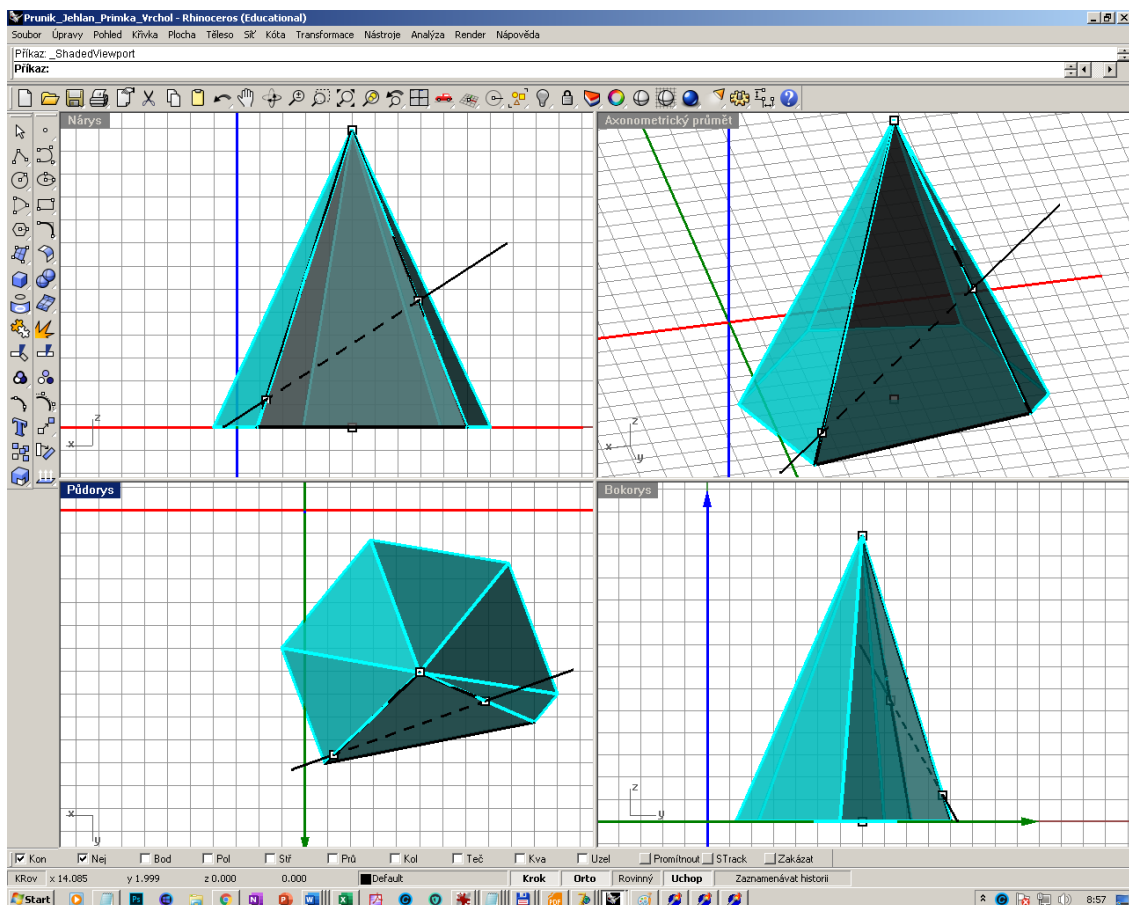 Prunik_Jehlan_Primka_Vrchol - Rhinoceros (Educational)
Soubor Úpravy Pohled Křivka Plocha Těleso Síť Kóta Transformace Nástroje Analýza Render Nápověda
Příkaz: _ShadedViewport
Příkaz:
Nárys
Axonometrický průmět
z
x
z
x
y
Půdorys
Bokorys
x
y
z
y
Kon Nej Bod Pol Stř Prů Kol Teč Kva Uzel Promítnout STrack Zakázat
KRov x 14.085 y 1.999 z 0.000 0.000 Default Krok Orto Rovinný Uchop Zaznamenávat historii
Start 8:57